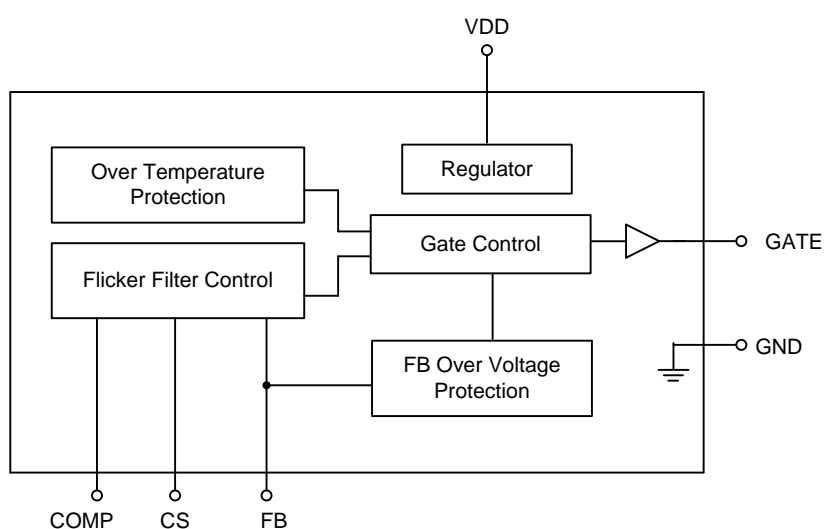 VDD
Over Temperature
Protection
Regulator
Gate Control
GATE
Flicker Filter Control
GND
FB Over Voltage
Protection
COMP
CS
FB